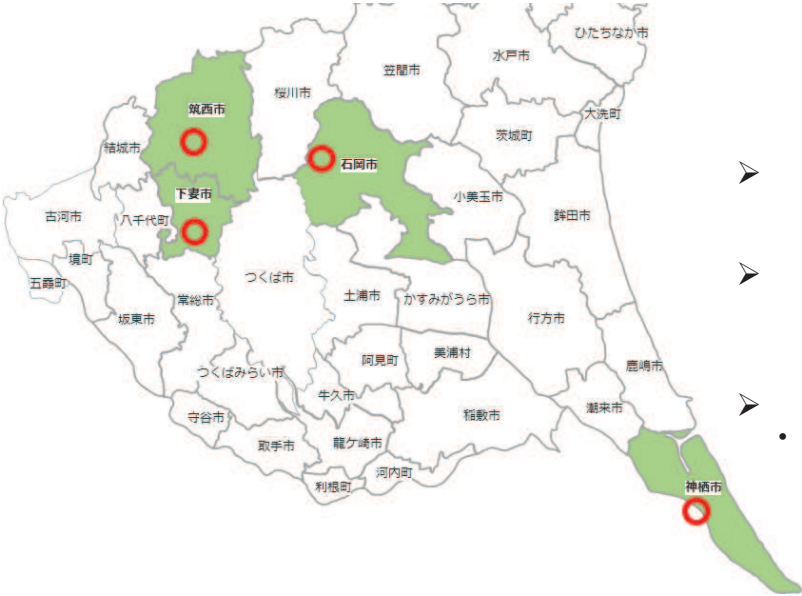 ひたちなか市
水戸市
笠間市
桜川市
筑西市
大洗町
茨城町
結城市
石岡市
下妻市
小美玉市
古河市
八千代町
鉾田市
境町
五霞町
つくば市
常総市
土浦市
かすみがうら市
坂東市
行方市
美浦村
阿見町
鹿嶋市
つくばみらい市
牛久市
潮来市
守谷市
稲敷市
取手市
龍ケ崎市
河内町
利根町
神栖市